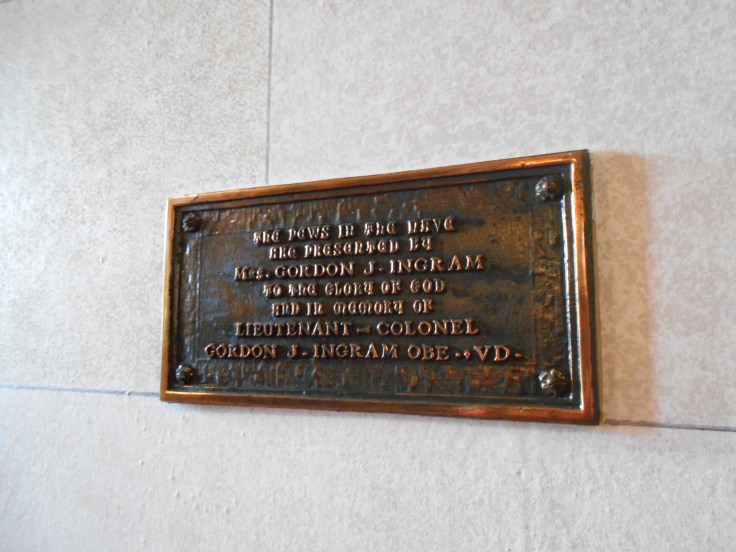 THE PEWS IN THE NAVE
ARE PRESENTED BY
Mrs. GORDON J. INGRAM
TO THE GLORY OF GOD
AND IN MEMORY OF
LIEUTENANT - COLONEL
GORDON J. INGRAM OBE · VD ·